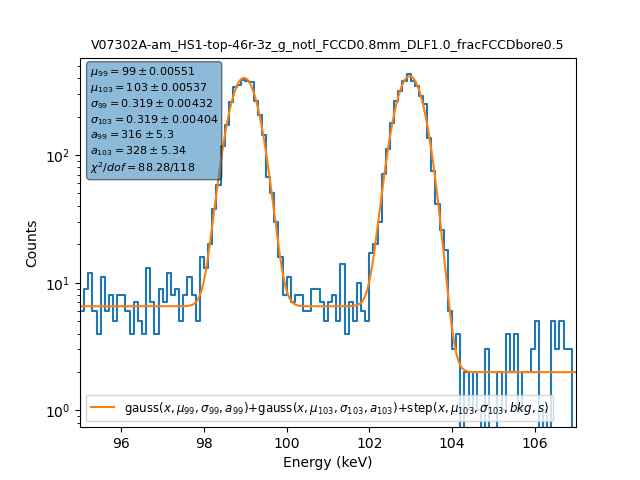 V07302A-am_HS1-top-46r-3z_g_notl_FCCD0.8mm_DLF1.0_fracFCCDbore0.5
μ₉₉ = 99 ± 0.00551
μ₁₀₃ = 103 ± 0.00537
σ₉₉ = 0.319 ± 0.00432
σ₁₀₃ = 0.319 ± 0.00404
a₉₉ = 316 ± 5.3
a₁₀₃ = 328 ± 5.34
χ²/dof = 88.28/118
Counts
10²
10¹
10⁰
gauss(x, μ₉₉, σ₉₉, a₉₉)+gauss(x, μ₁₀₃, σ₁₀₃, a₁₀₃)+step(x, μ₁₀₃, σ₁₀₃, bkg, s)
96 98 100 102 104 106
Energy (keV)